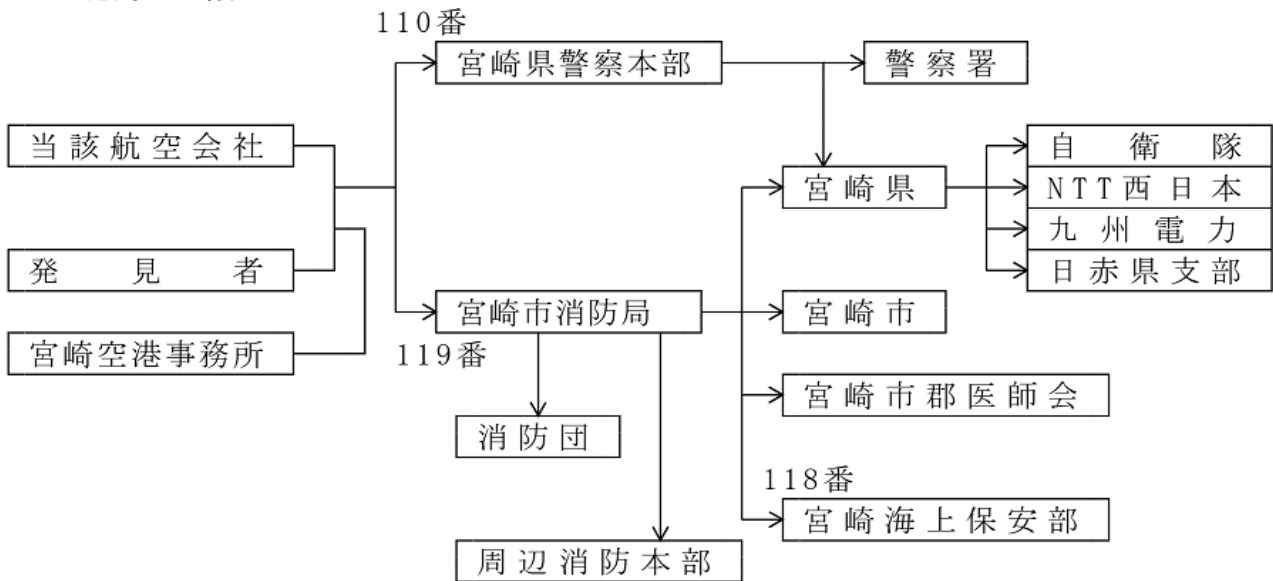 110番
宮崎県警察本部
警察署
当該航空会社
自衛隊
宮崎県
NTT西日本
九州電力
発見者
日赤県支部
宮崎市消防局
宮崎市
宮崎空港事務所
119番
宮崎市郡医師会
消防団
118番
宮崎海上保安部
周辺消防本部